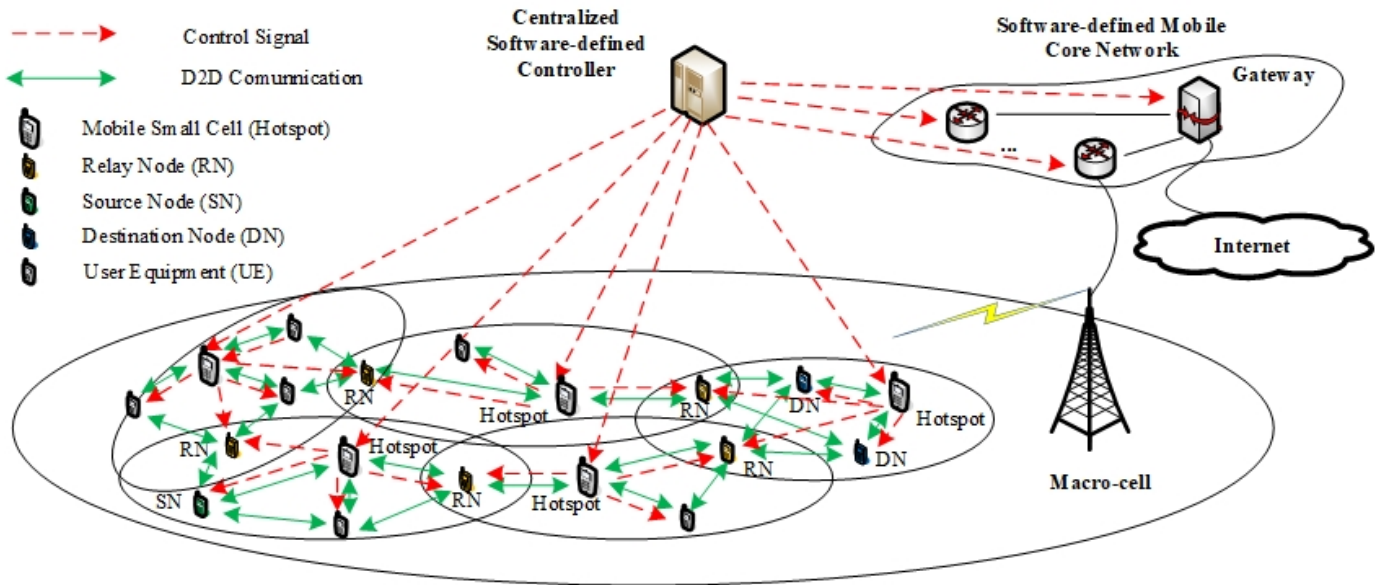 Control Signal
D2D Comunnication
Mobile Small Cell (Hotspot)
Relay Node (RN)
Source Node (SN)
Destination Node (DN)
User Equipment (UE)
Centralized
Software-defined
Controller
Software-defined Mobile
Core Network
Gateway
...
Internet
RN
Hotspot
RN
DN
Hotspot
RN
Hotspot
RN
DN
SN
RN
Hotspot
Macro-cell